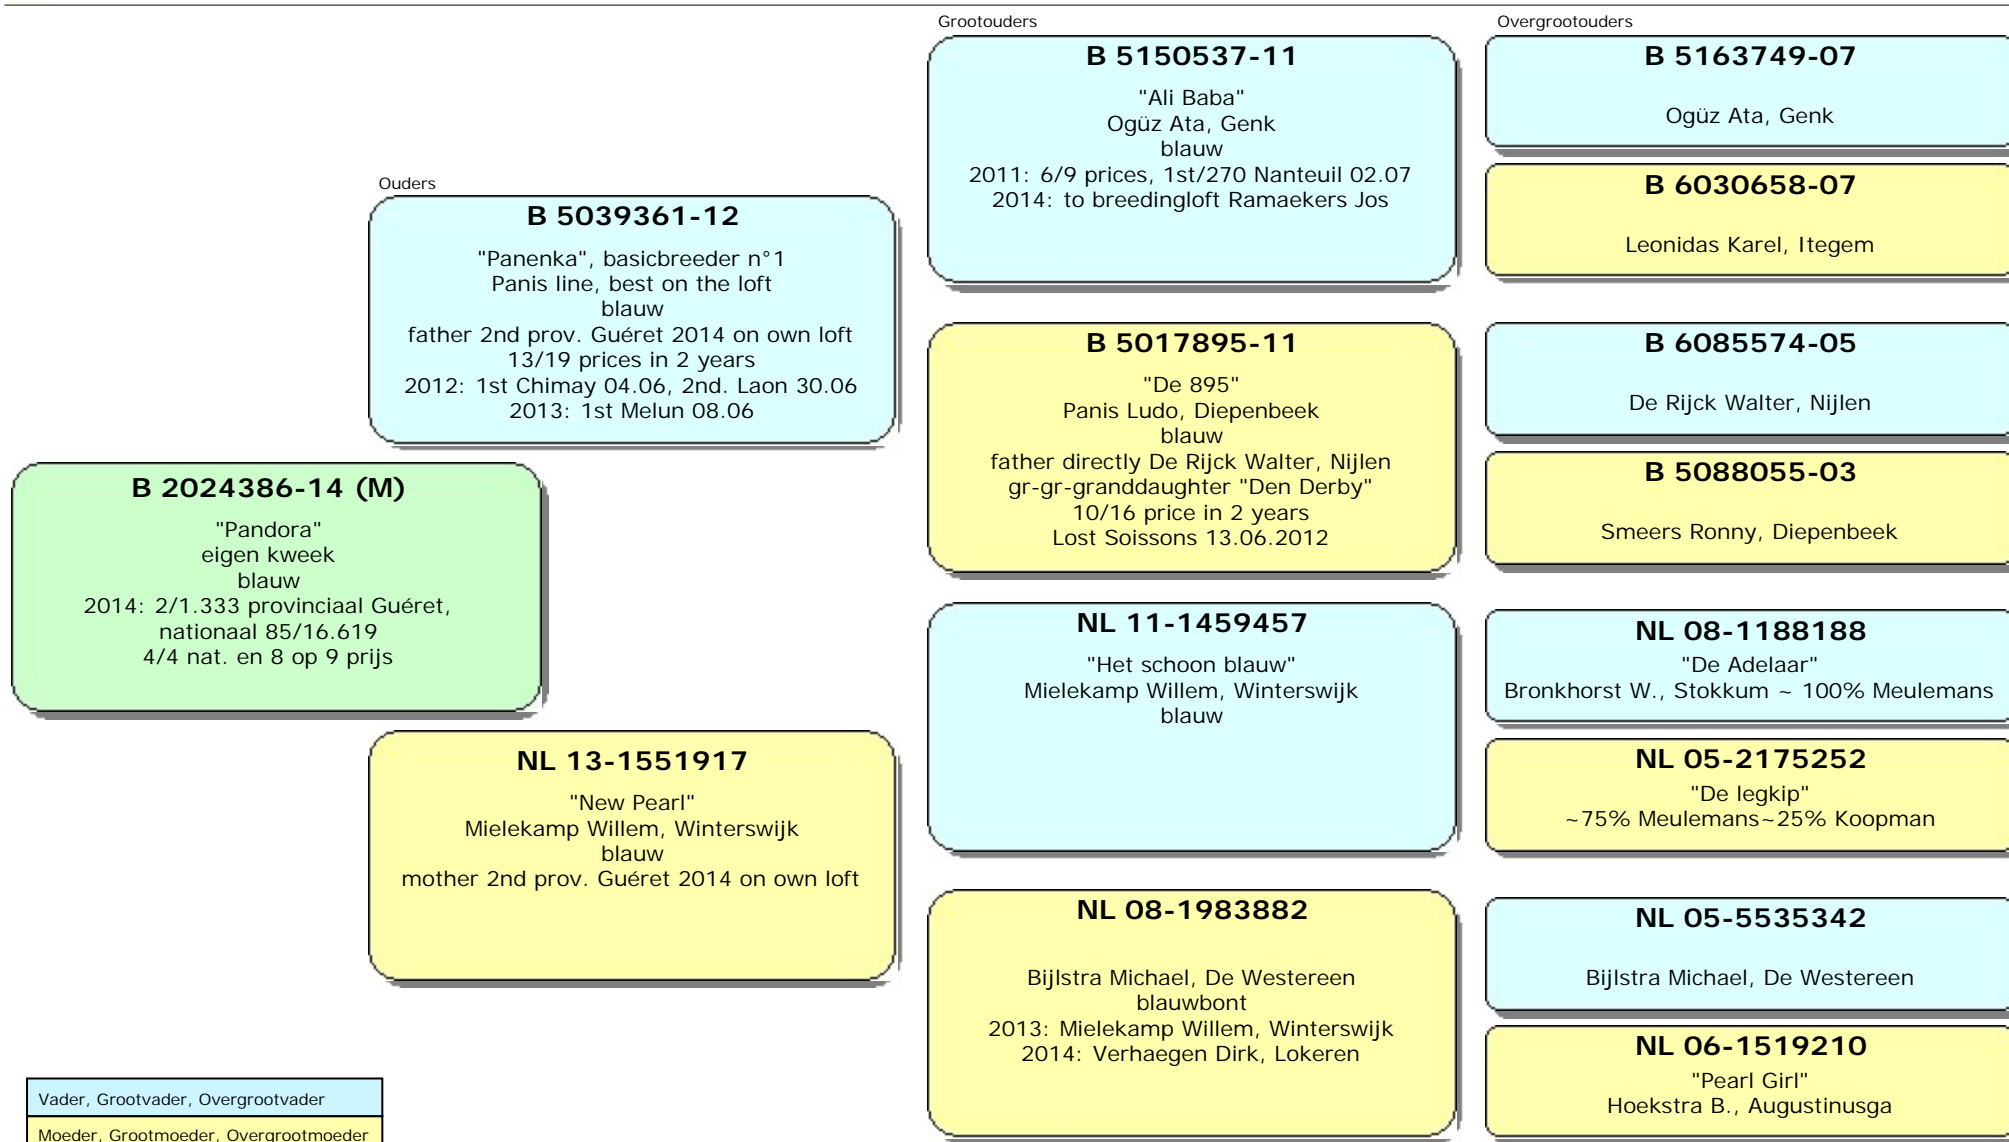 Grootouders
Overgrootouders
B 5150537-11
"Ali Baba"
Ogüz Ata, Genk
blauw
2011: 6/9 prices, 1st/270 Nanteuil 02.07
2014: to breedingloft Ramaekers Jos
B 5163749-07
Ogüz Ata, Genk
B 6030658-07
Leonidas Karel, Itegem
Ouders
B 5039361-12
"Panenka", basicbreeder n°1
Panis line, best on the loft
blauw
father 2nd prov. Guéret 2014 on own loft
13/19 prices in 2 years
2012: 1st Chimay 04.06, 2nd. Laon 30.06
2013: 1st Melun 08.06
B 5017895-11
"De 895"
Panis Ludo, Diepenbeek
blauw
father directly De Rijck Walter, Nijlen
gr-gr-granddaughter "Den Derby"
10/16 price in 2 years
Lost Soissons 13.06.2012
B 6085574-05
De Rijck Walter, Nijlen
B 5088055-03
Smeers Ronny, Diepenbeek
B 2024386-14 (M)
"Pandora"
eigen kweek
blauw
2014: 2/1.333 provinciaal Guéret,
nationaal 85/16.619
4/4 nat. en 8 op 9 prijs
NL 11-1459457
"Het schoon blauw"
Mielekamp Willem, Winterswijk
blauw
NL 08-1188188
"De Adelaar"
Bronkhorst W., Stokkum ~ 100% Meulemans
NL 05-2175252
"De legkip"
~75% Meulemans~25% Koopman
NL 13-1551917
"New Pearl"
Mielekamp Willem, Winterswijk
blauw
mother 2nd prov. Guéret 2014 on own loft
NL 08-1983882
Bijlstra Michael, De Westereen
blauwbont
2013: Mielekamp Willem, Winterswijk
2014: Verhaegen Dirk, Lokeren
NL 05-5535342
Bijlstra Michael, De Westereen
NL 06-1519210
"Pearl Girl"
Hoekstra B., Augustinusga
Vader, Grootvader, Overgrootvader
Moeder, Grootmoeder, Overgrootmoeder